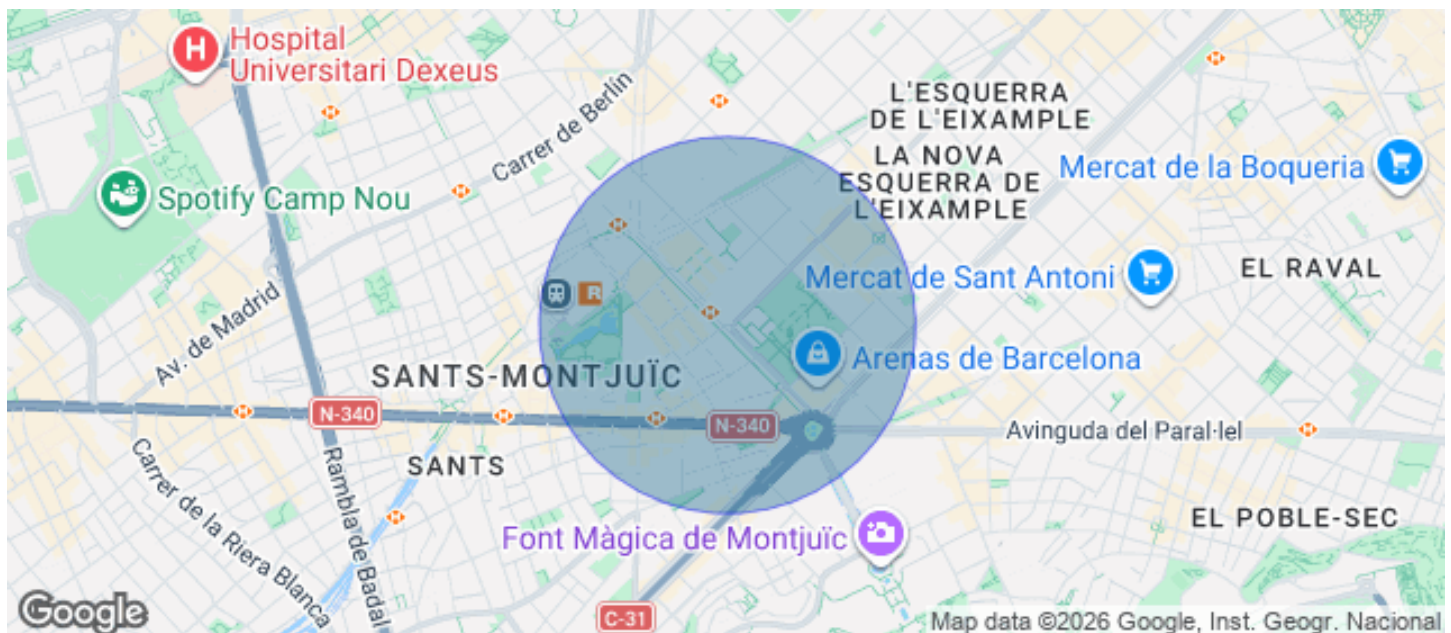 Hospital
Universitari Dexeus
Carrer de Berlín
L'ESQUERRA
DE L'EIXAMPLE
LA NOVA
ESQUERRA DE
L'EIXAMPLE
Mercat de la Boqueria
Spotify Camp Nou
Mercat de Sant Antoni
EL RAVAL
Av. de Madrid
R
Arenas de Barcelona
SANTS-MONTJUÏC
N-340
N-340
Avinguda del Paral·lel
SANTS
Carrer de la Riera Blanca
Rambla de Badal
EL POBLE-SEC
Font Màgica de Montjuïc
C-31
Google
Map data ©2026 Google, Inst. Geogr. Nacional